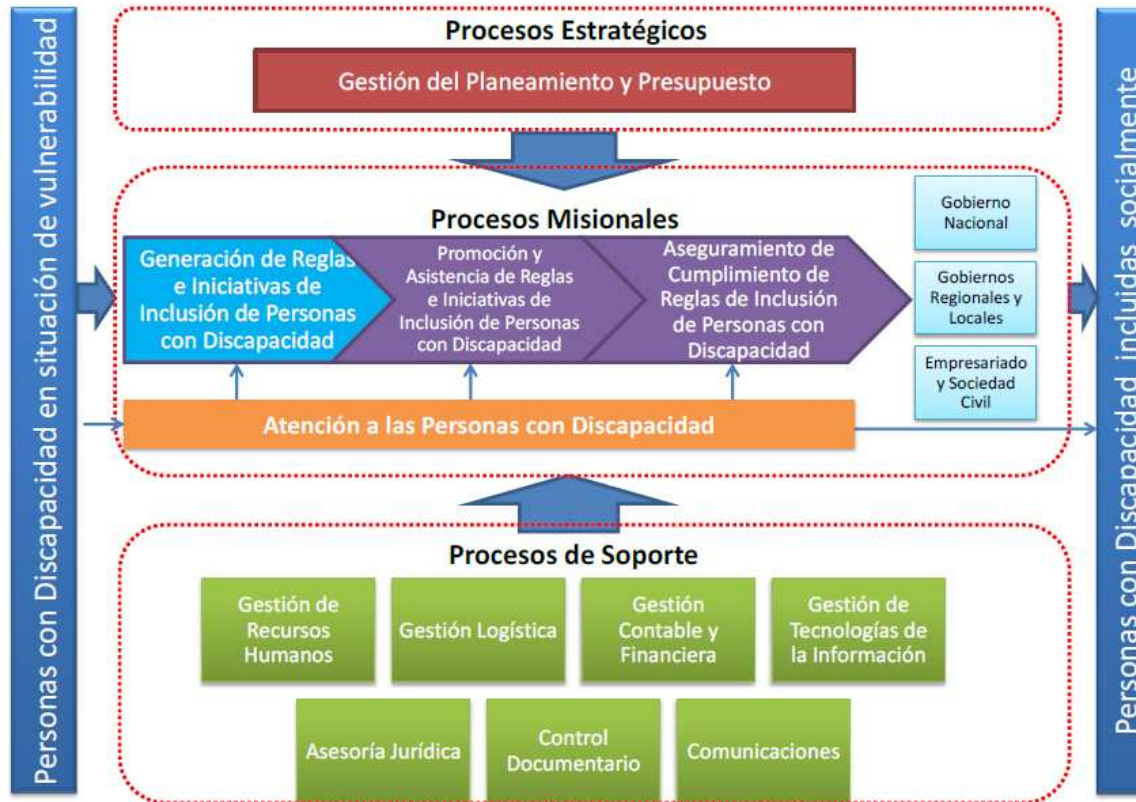 Personas con Discapacidad en situación de vulnerabilidad
Procesos Estratégicos
Gestión del Planeamiento y Presupuesto
Procesos Misionales
Generación de Reglas
e Iniciativas de
Inclusión de Personas
con Discapacidad
Promoción y
Asistencia de Reglas
e Iniciativas de
Inclusión de Personas
con Discapacidad
Aseguramiento de
Cumplimiento de
Reglas de Inclusión
de Personas con
Discapacidad
Gobierno
Nacional
Gobiernos
Regionales y
Locales
Empresariado
y Sociedad
Civil
Atención a las Personas con Discapacidad
Procesos de Soporte
Gestión de
Recursos
Humanos
Gestión Logística
Gestión
Contable y
Financiera
Gestión de
Tecnologías de
la Información
Asesoría Jurídica
Control
Documentario
Comunicaciones
Personas con Discapacidad incluidas socialmente